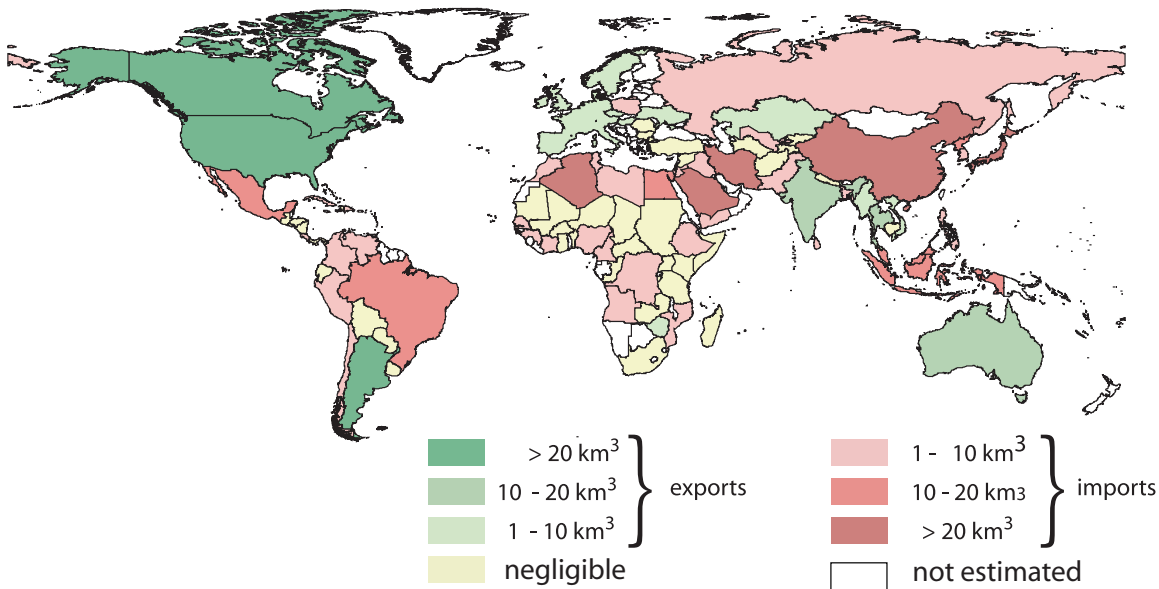 > 20 km³
10 - 20 km³
1 - 10 km³
exports
negligible
1 - 10 km³
10 - 20 km3
> 20 km³
imports
not estimated